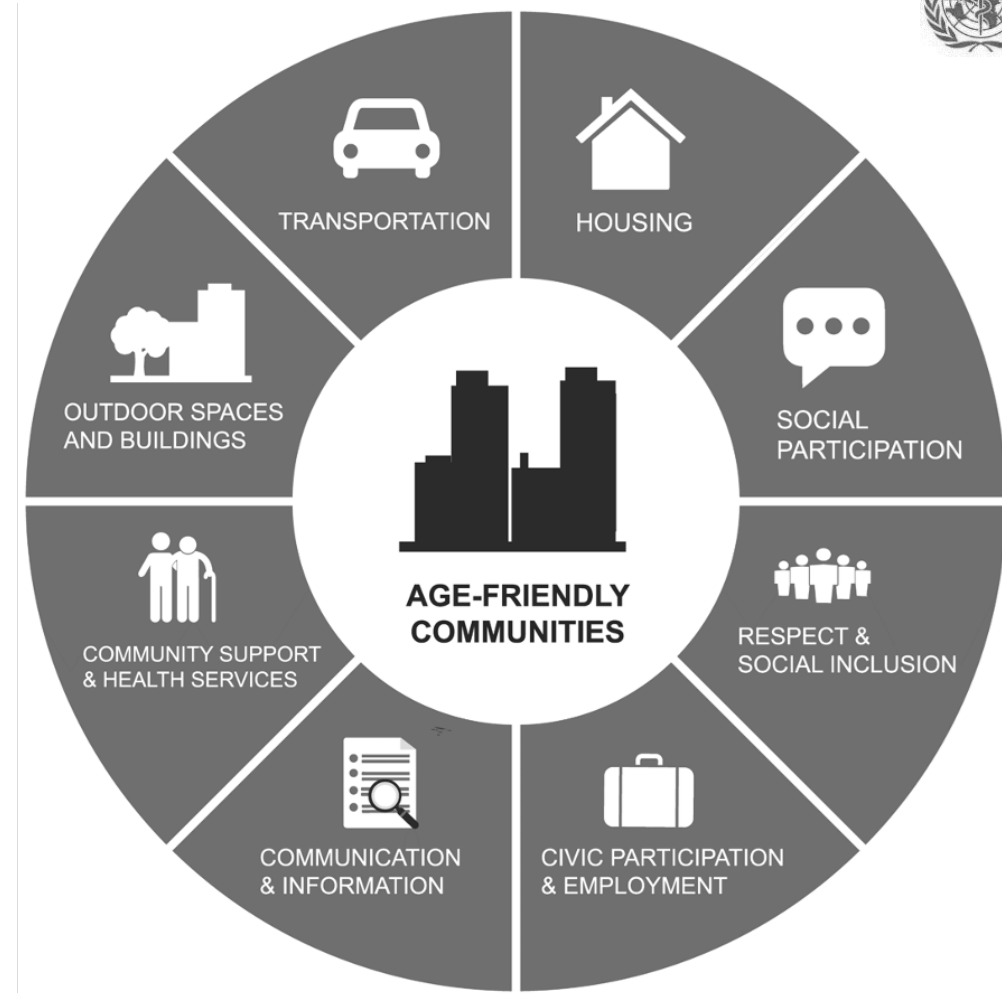 TRANSPORTATION
HOUSING
SOCIAL
PARTICIPATION
RESPECT &
SOCIAL INCLUSION
CIVIC PARTICIPATION
& EMPLOYMENT
COMMUNICATION
& INFORMATION
COMMUNITY SUPPORT
& HEALTH SERVICES
OUTDOOR SPACES
AND BUILDINGS
AGE-FRIENDLY
COMMUNITIES